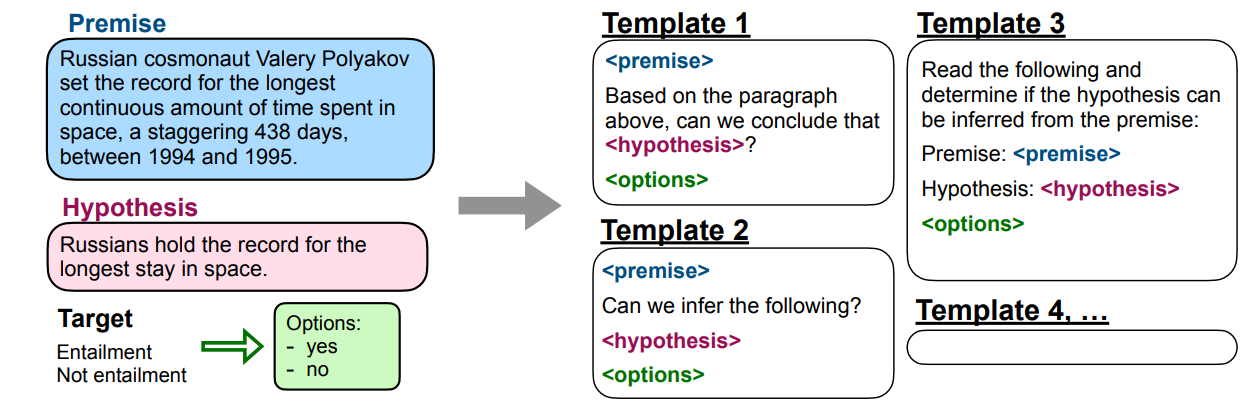 Premise
Russian cosmonaut Valery Polyakov
set the record for the longest
continuous amount of time spent in
space, a staggering 438 days,
between 1994 and 1995.
Hypothesis
Russians hold the record for the
longest stay in space.
Target
Entailment
Not entailment
Options:
- yes
- no
Template 1
<premise>
Based on the paragraph
above, can we conclude that
<hypothesis>?
<options>
Template 2
<premise>
Can we infer the following?
<hypothesis>
<options>
Template 3
Read the following and
determine if the hypothesis can
be inferred from the premise:
Premise: <premise>
Hypothesis: <hypothesis>
<options>
Template 4, …